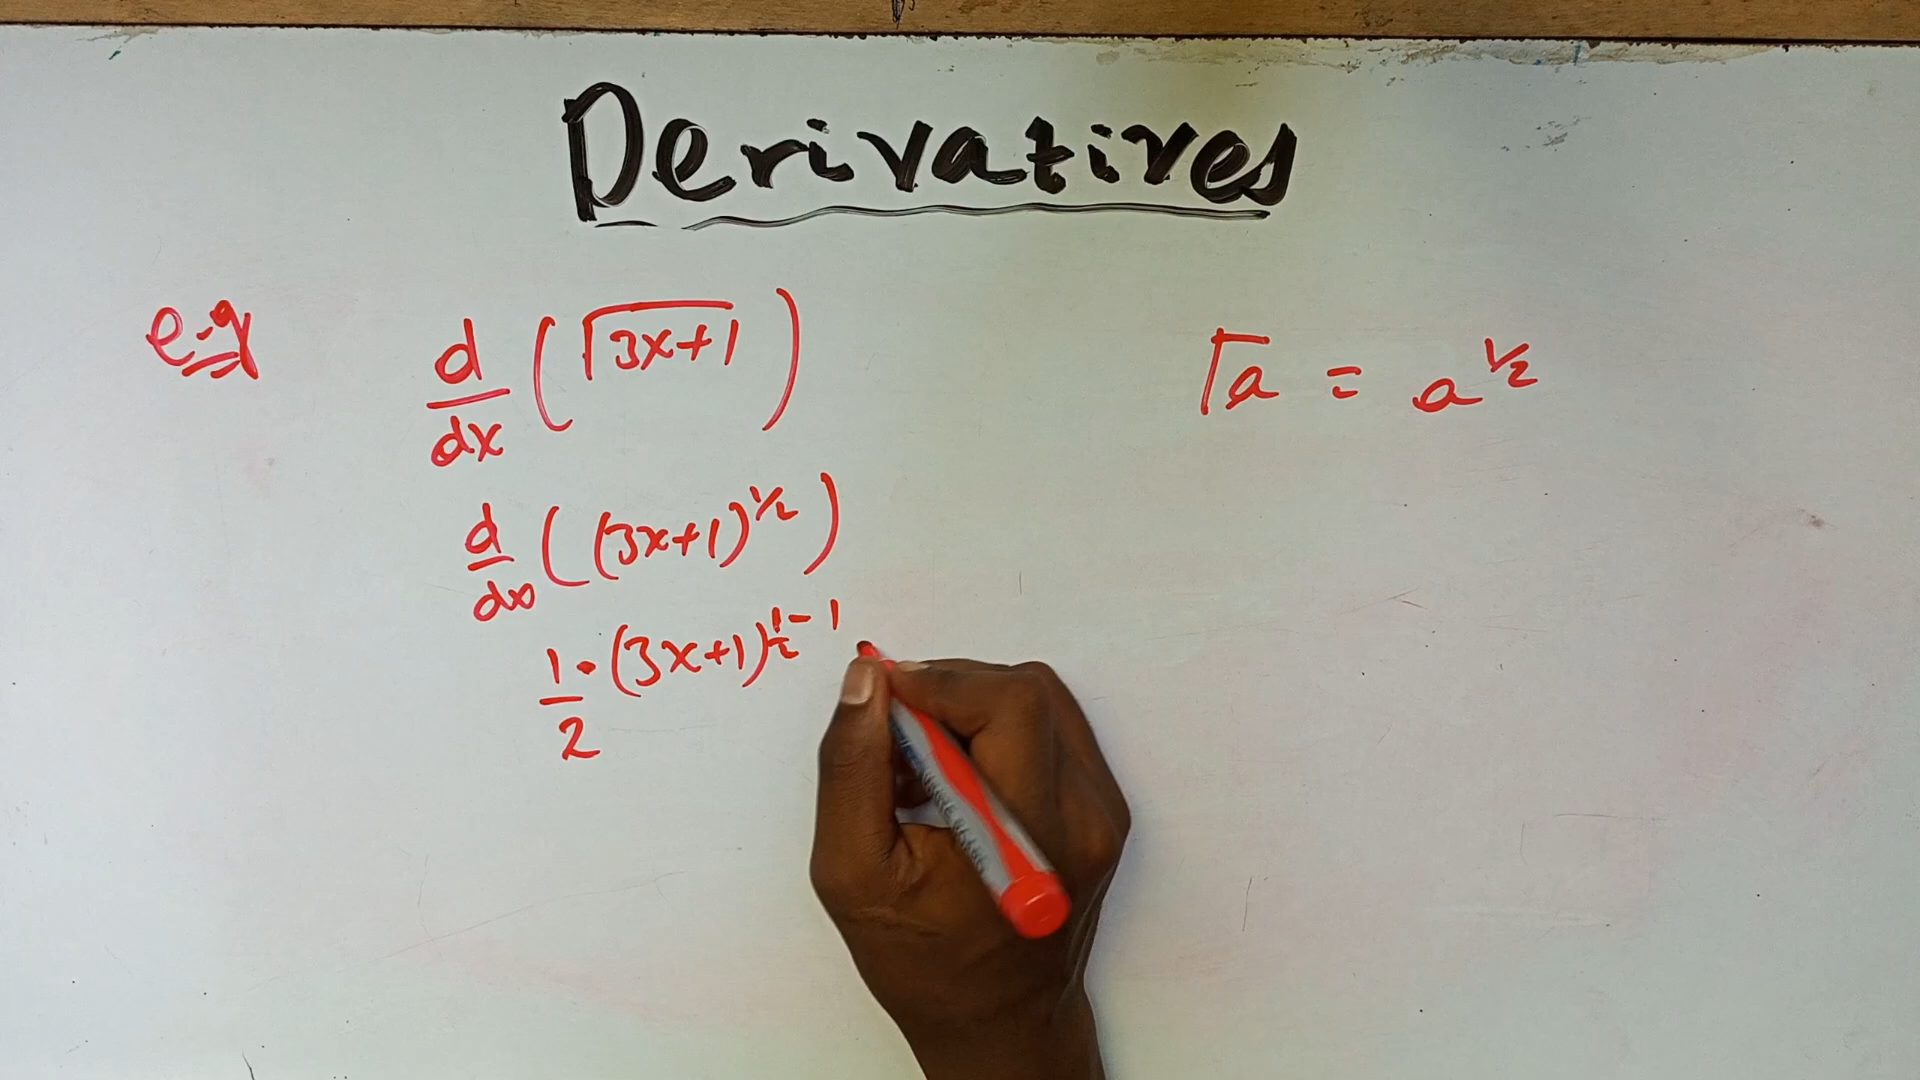 Derivatives
e.g d/dx (√3x+1)
√a = a^1/2
d/dx ((3x+1)^1/2)
1/2 · (3x+1)^1/2 - 1